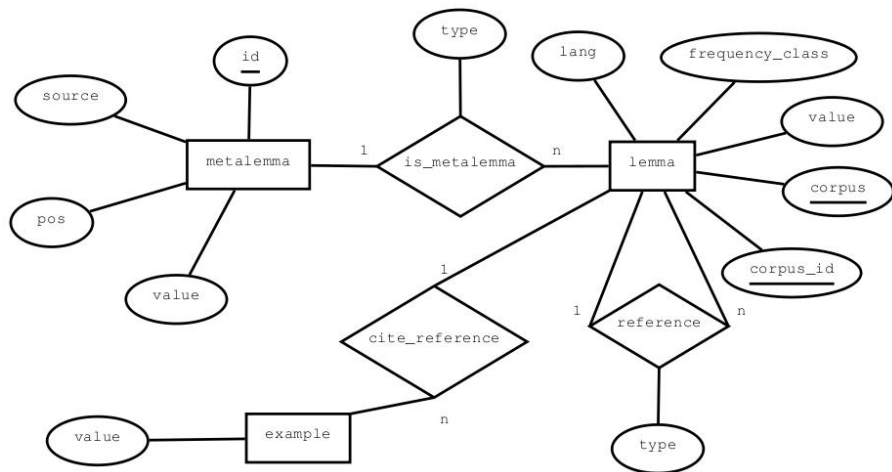 type
id
lang
frequency_class
source
value
1
n
metalemma
is_metalemma
lemma
corpus
pos
1
corpus_id
value
1
reference
n
cite_reference
n
value
example
type